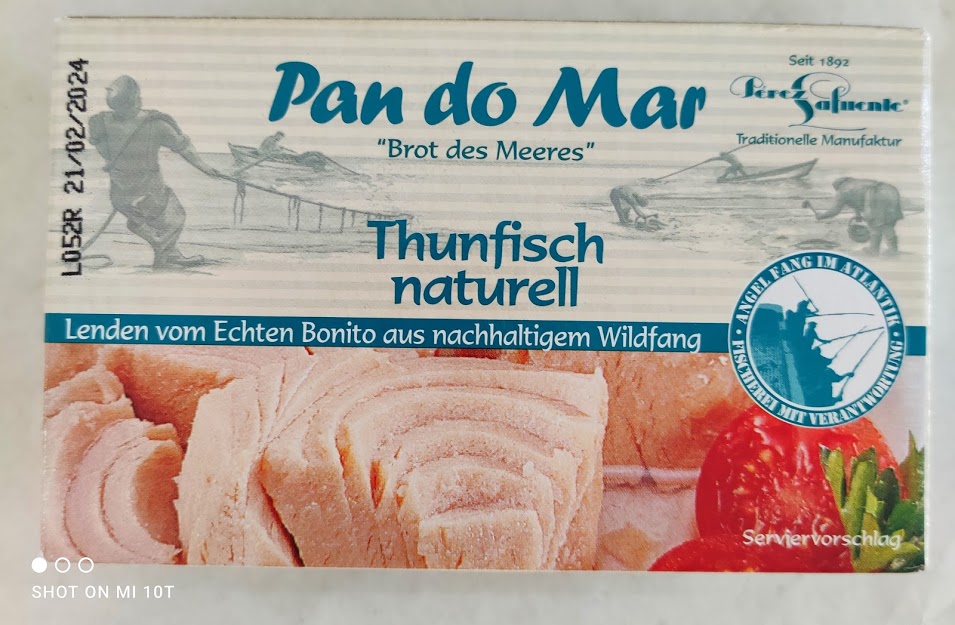 L052R 21/02/2024
Pan do Mar
"Brot des Meeres"
Seit 1892
Pérez Lafuente®
Traditionelle Manufaktur
Thunfisch
naturell
Lenden vom Echten Bonito aus nachhaltigem Wildfang
ANGEL FANG IM ATLANTIK
FISCHEREI MIT VERANTWORTUNG
Serviervorschlag
SHOT ON MI 10T